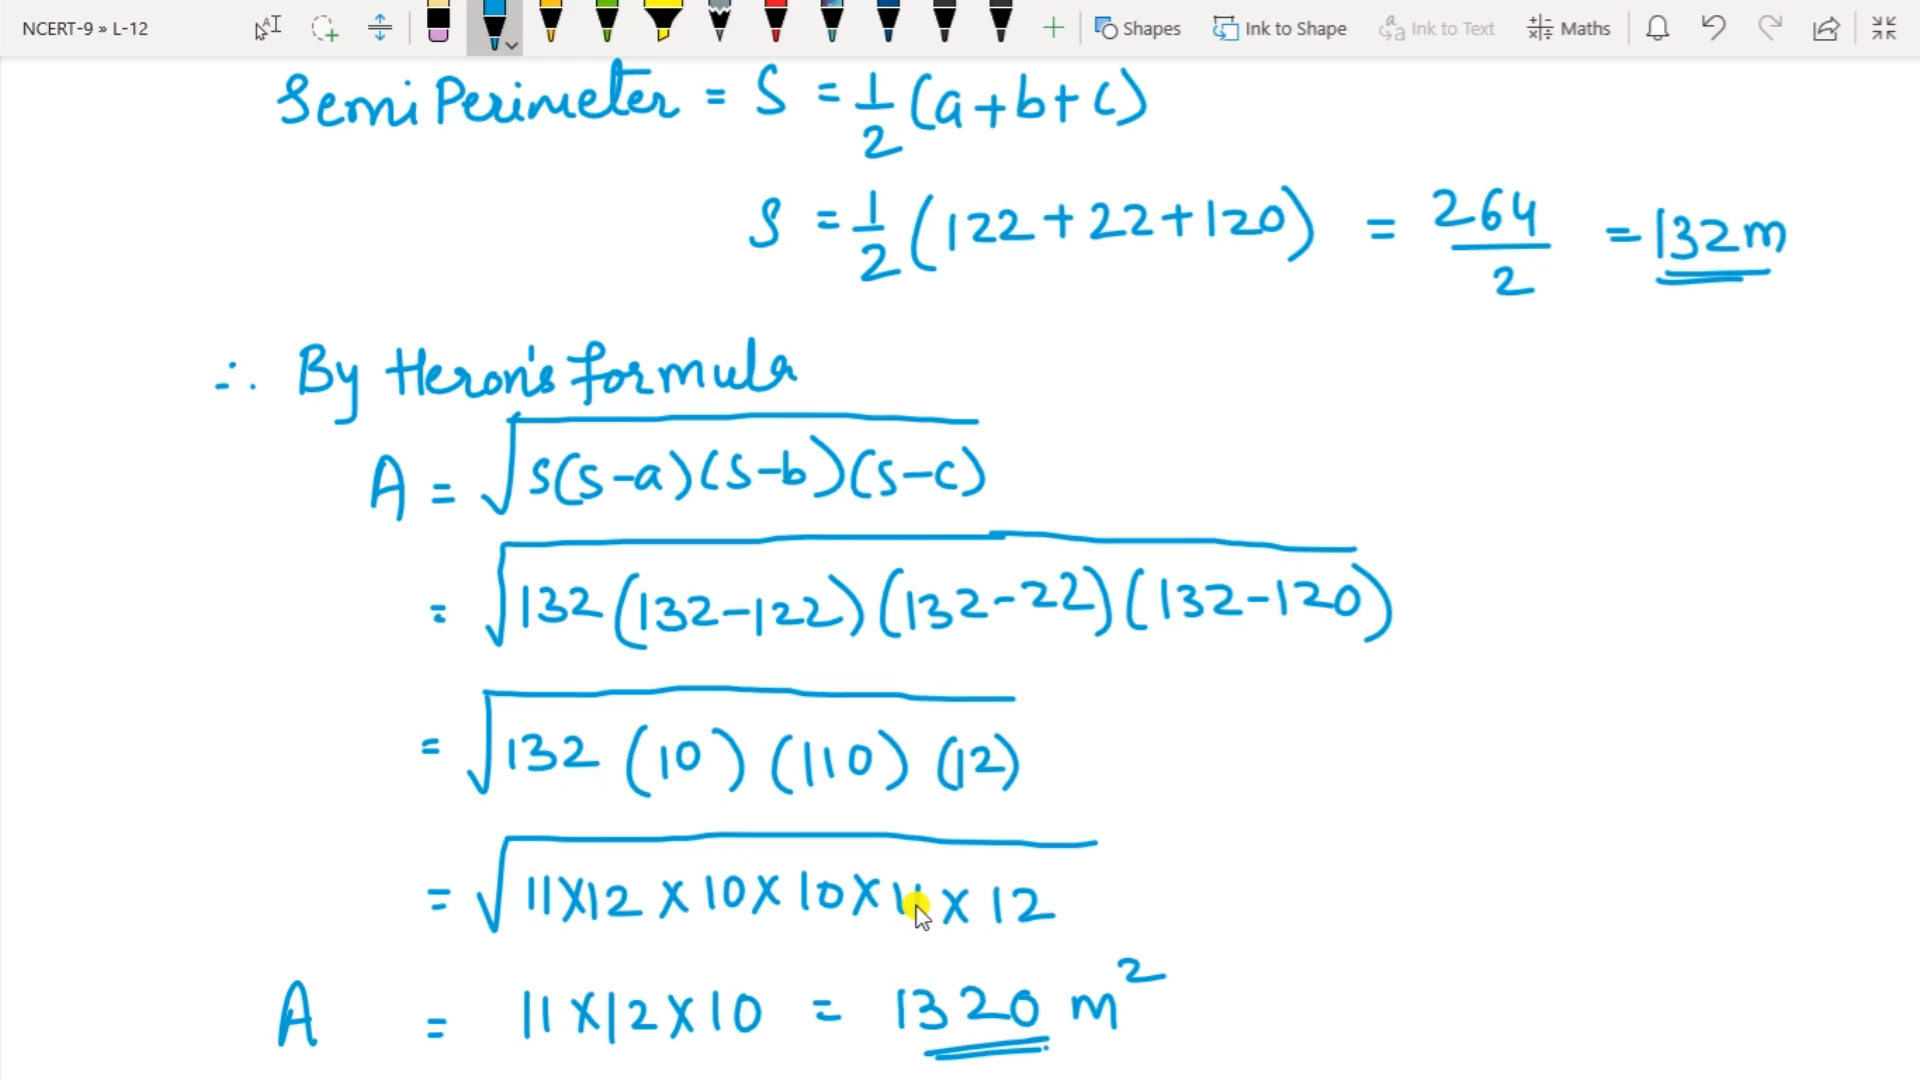 NCERT-9 » L-12 Shapes Ink to Shape Ink to Text Maths
Semi Perimeter = S = 1/2 (a+b+c)
S = 1/2 (122+22+120) = 264/2 = 132m
∴ By Heron's formula
A = √s(s-a)(s-b)(s-c)
= √132(132-122)(132-22)(132-120)
= √132 (10) (110) (12)
= √11×12 × 10× 10× 11 × 12
A = 11×12×10 = 1320 m²